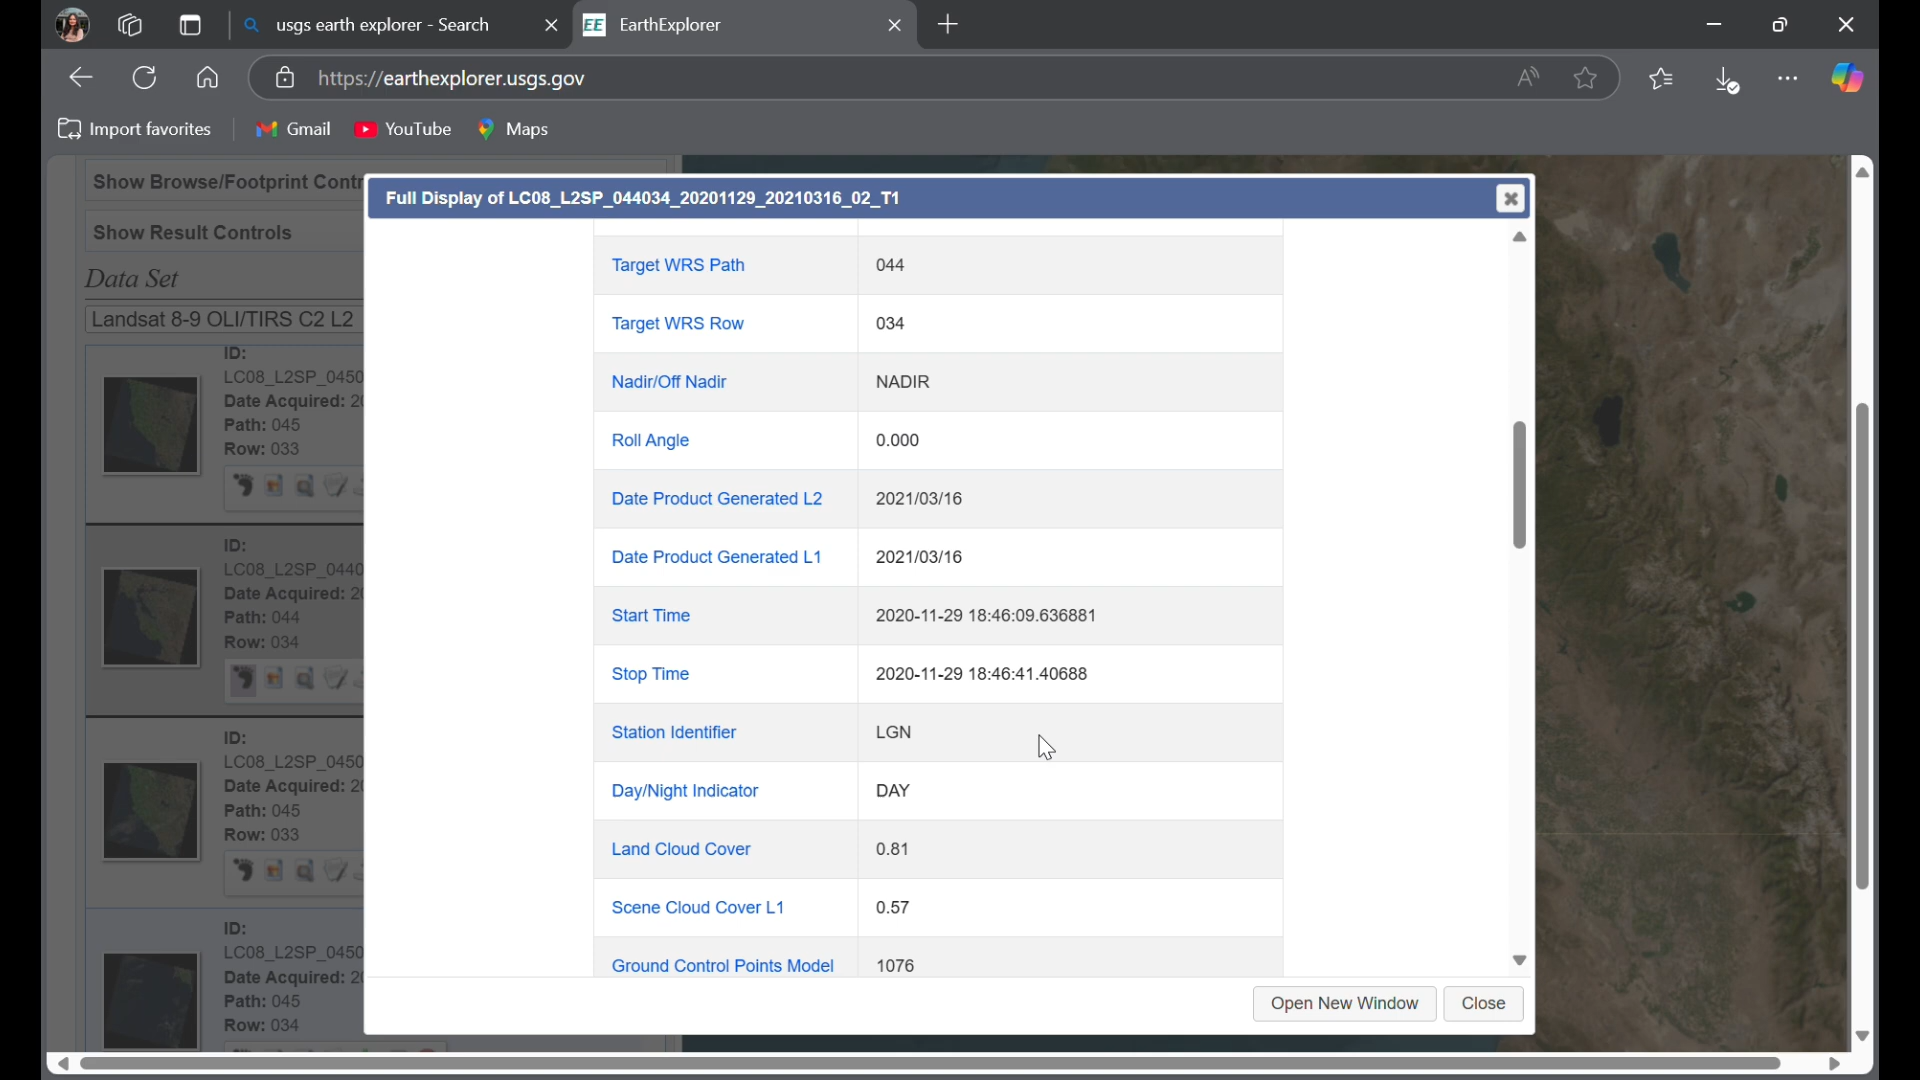 usgs earth explorer - Search
EE EarthExplorer
https://earthexplorer.usgs.gov
Import favorites
Gmail
YouTube
Maps
Show Browse/Footprint Contr
Show Result Controls
Data Set
Landsat 8-9 OLI/TIRS C2 L2
ID:
LC08_L2SP_0450
Date Acquired: 20
Path: 045
Row: 033
ID:
LC08_L2SP_0440
Date Acquired: 20
Path: 044
Row: 034
ID:
LC08_L2SP_0450
Date Acquired: 20
Path: 045
Row: 033
ID:
LC08_L2SP_0450
Date Acquired: 20
Path: 045
Row: 034
Full Display of LC08_L2SP_044034_20201129_20210316_02_T1
Target WRS Path 044
Target WRS Row 034
Nadir/Off Nadir NADIR
Roll Angle 0.000
Date Product Generated L2 2021/03/16
Date Product Generated L1 2021/03/16
Start Time 2020-11-29 18:46:09.636881
Stop Time 2020-11-29 18:46:41.40688
Station Identifier LGN
Day/Night Indicator DAY
Land Cloud Cover 0.81
Scene Cloud Cover L1 0.57
Ground Control Points Model 1076
Open New Window
Close